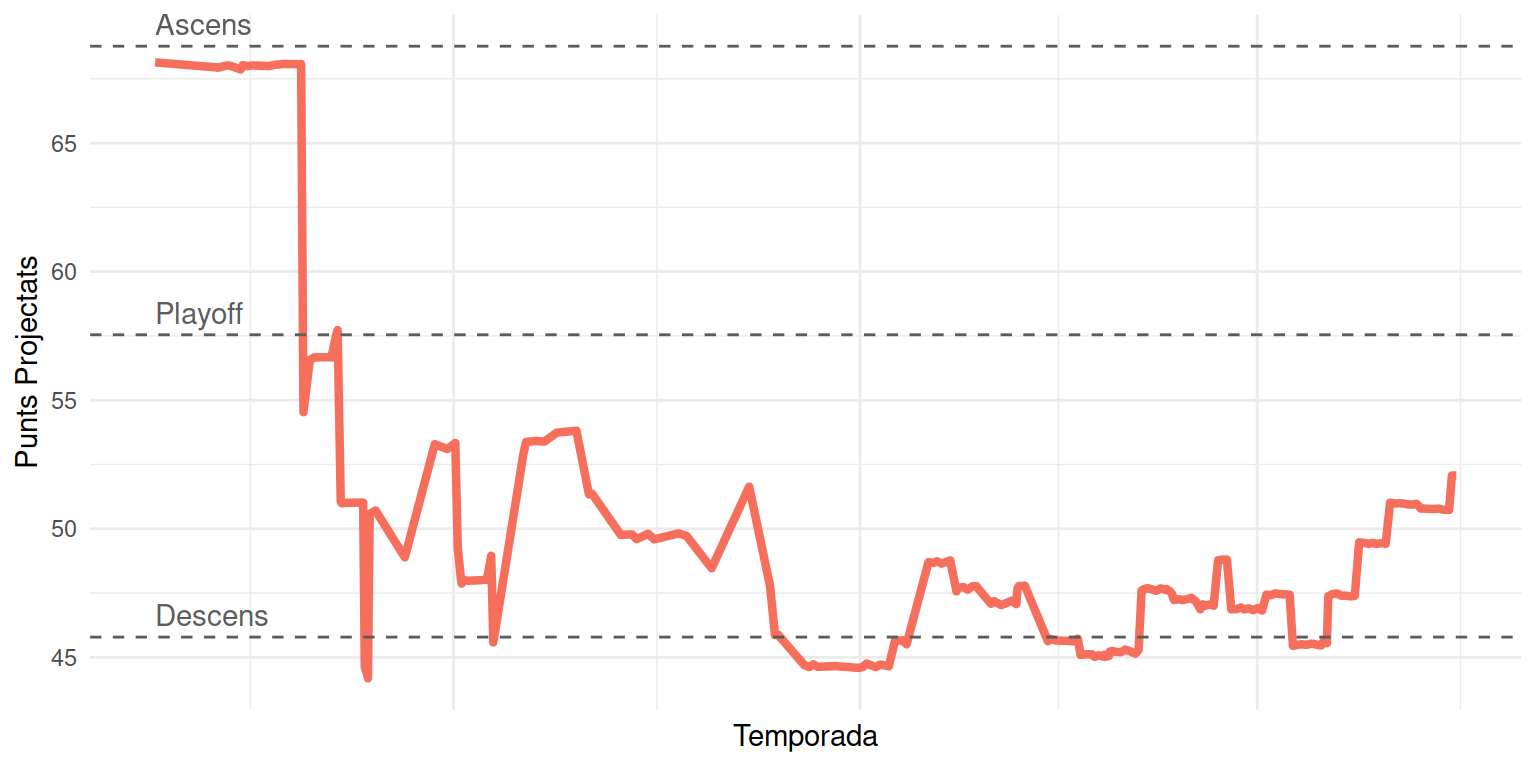 Ascens
65
60
Playoff
55
50
Descens
45
Punts Projectats
Temporada